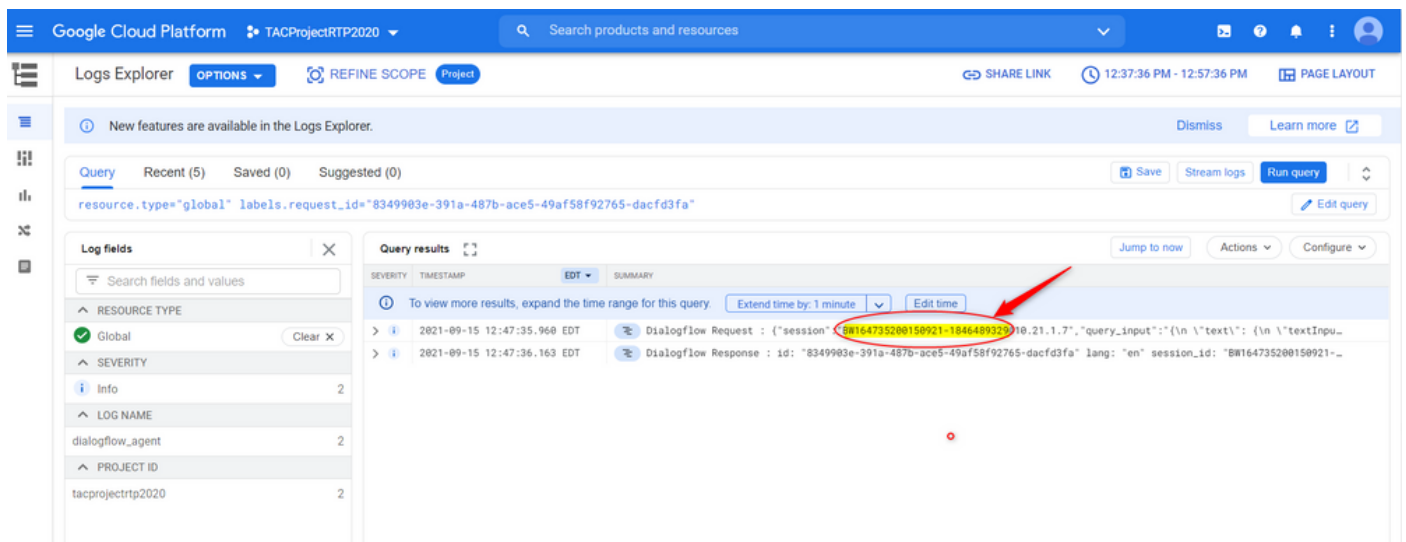 Google Cloud Platform TACProjectRTP2020 Search products and resources
Logs Explorer OPTIONS REFINE SCOPE Project SHARE LINK 12:37:36 PM - 12:57:36 PM PAGE LAYOUT
New features are available in the Logs Explorer. Dismiss Learn more
Query Recent (5) Saved (0) Suggested (0) Save Stream logs Run query
resource.type="global" labels.request_id="8349903e-391a-487b-ace5-49af58f92765-dacfd3fa" Edit query
Log fields Query results Jump to now Actions Configure
Search fields and values SEVERITY TIMESTAMP EDT SUMMARY
RESOURCE TYPE To view more results, expand the time range for this query. Extend time by: 1 minute Edit time
Global Clear X 2021-09-15 12:47:35.960 EDT Dialogflow Request : {"session":"BW164735200150921-1846489329@10.21.1.7","query_input":"{\n \"text\": {\n \"textInpu…
SEVERITY 2021-09-15 12:47:36.163 EDT Dialogflow Response : id: "8349903e-391a-487b-ace5-49af58f92765-dacfd3fa" lang: "en" session_id: "BW164735200150921-…
Info 2
LOG NAME
dialogflow_agent 2
PROJECT ID
tacprojectrtp2020 2